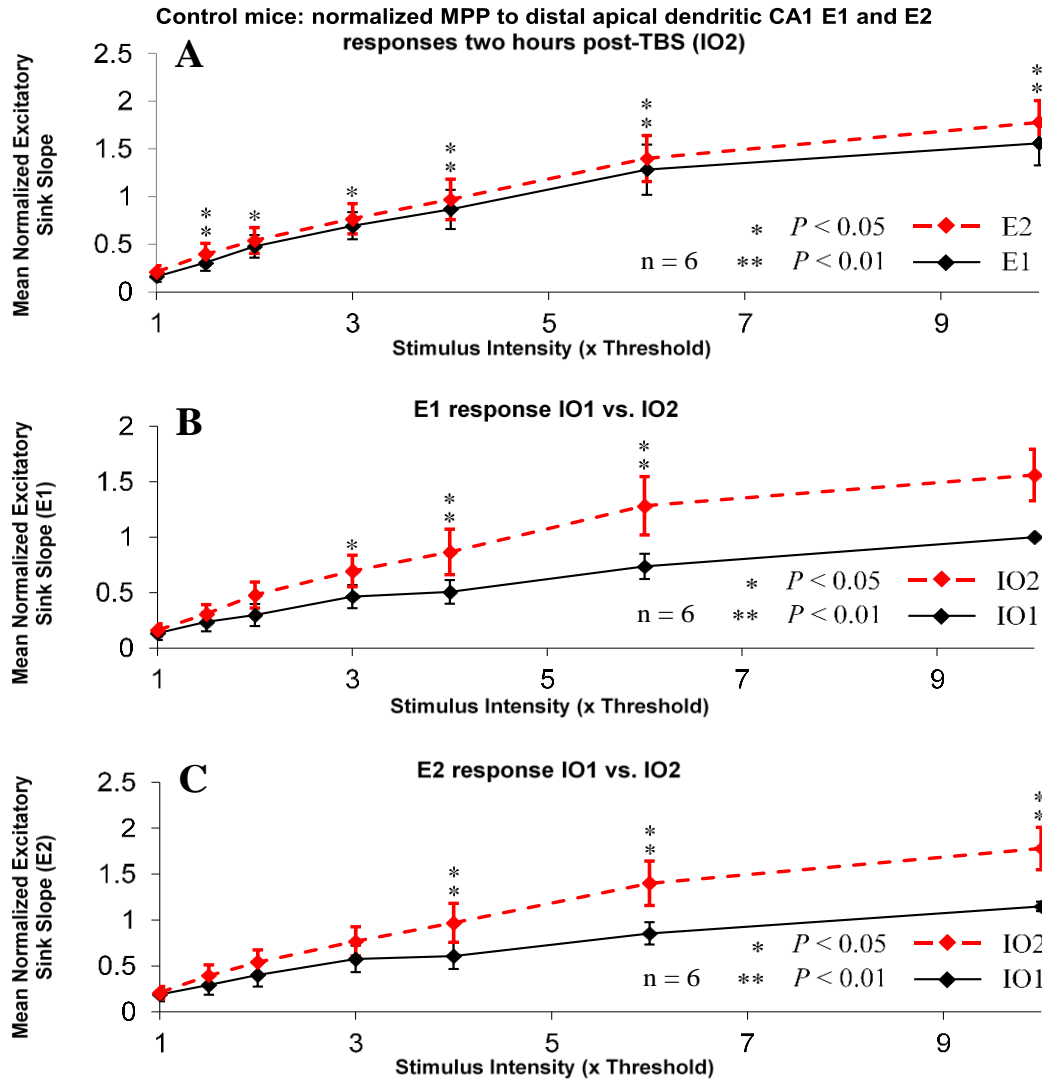 Control mice: normalized MPP to distal apical dendritic CA1 E1 and E2
responses two hours post-TBS (IO2)
A
Mean Normalized Excitatory
Sink Slope
2.5
2
1.5
1
0.5
0
* *
*
*
* *
* *
* *
* P < 0.05 E2
n = 6 ** P < 0.01 E1
1 3 5 7 9
Stimulus Intensity (x Threshold)
B
E1 response IO1 vs. IO2
Mean Normalized Excitatory
Sink Slope (E1)
2
1.5
1
0.5
0
*
* *
* *
* P < 0.05 IO2
n = 6 ** P < 0.01 IO1
1 3 5 7 9
Stimulus Intensity (x Threshold)
C
E2 response IO1 vs. IO2
Mean Normalized Excitatory
Sink Slope (E2)
2.5
2
1.5
1
0.5
0
* *
* *
* *
* P < 0.05 IO2
n = 6 ** P < 0.01 IO1
1 3 5 7 9
Stimulus Intensity (x Threshold)